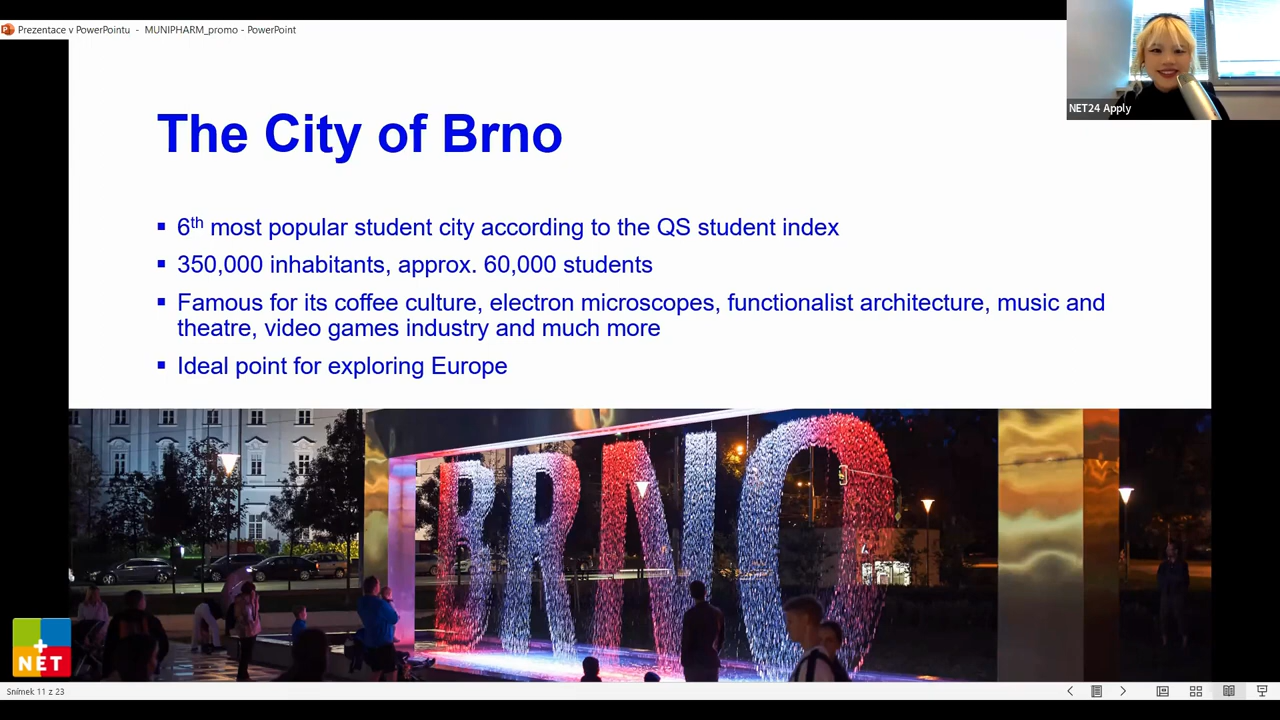 Prezentace v PowerPointu - MUNIPHARM_promo - PowerPoint
NET24 Apply
The City of Brno
▪ 6th most popular student city according to the QS student index
▪ 350,000 inhabitants, approx. 60,000 students
▪ Famous for its coffee culture, electron microscopes, functionalist architecture, music and
theatre, video games industry and much more
▪ Ideal point for exploring Europe
BRNO
+
NET
Snímek 11 z 23